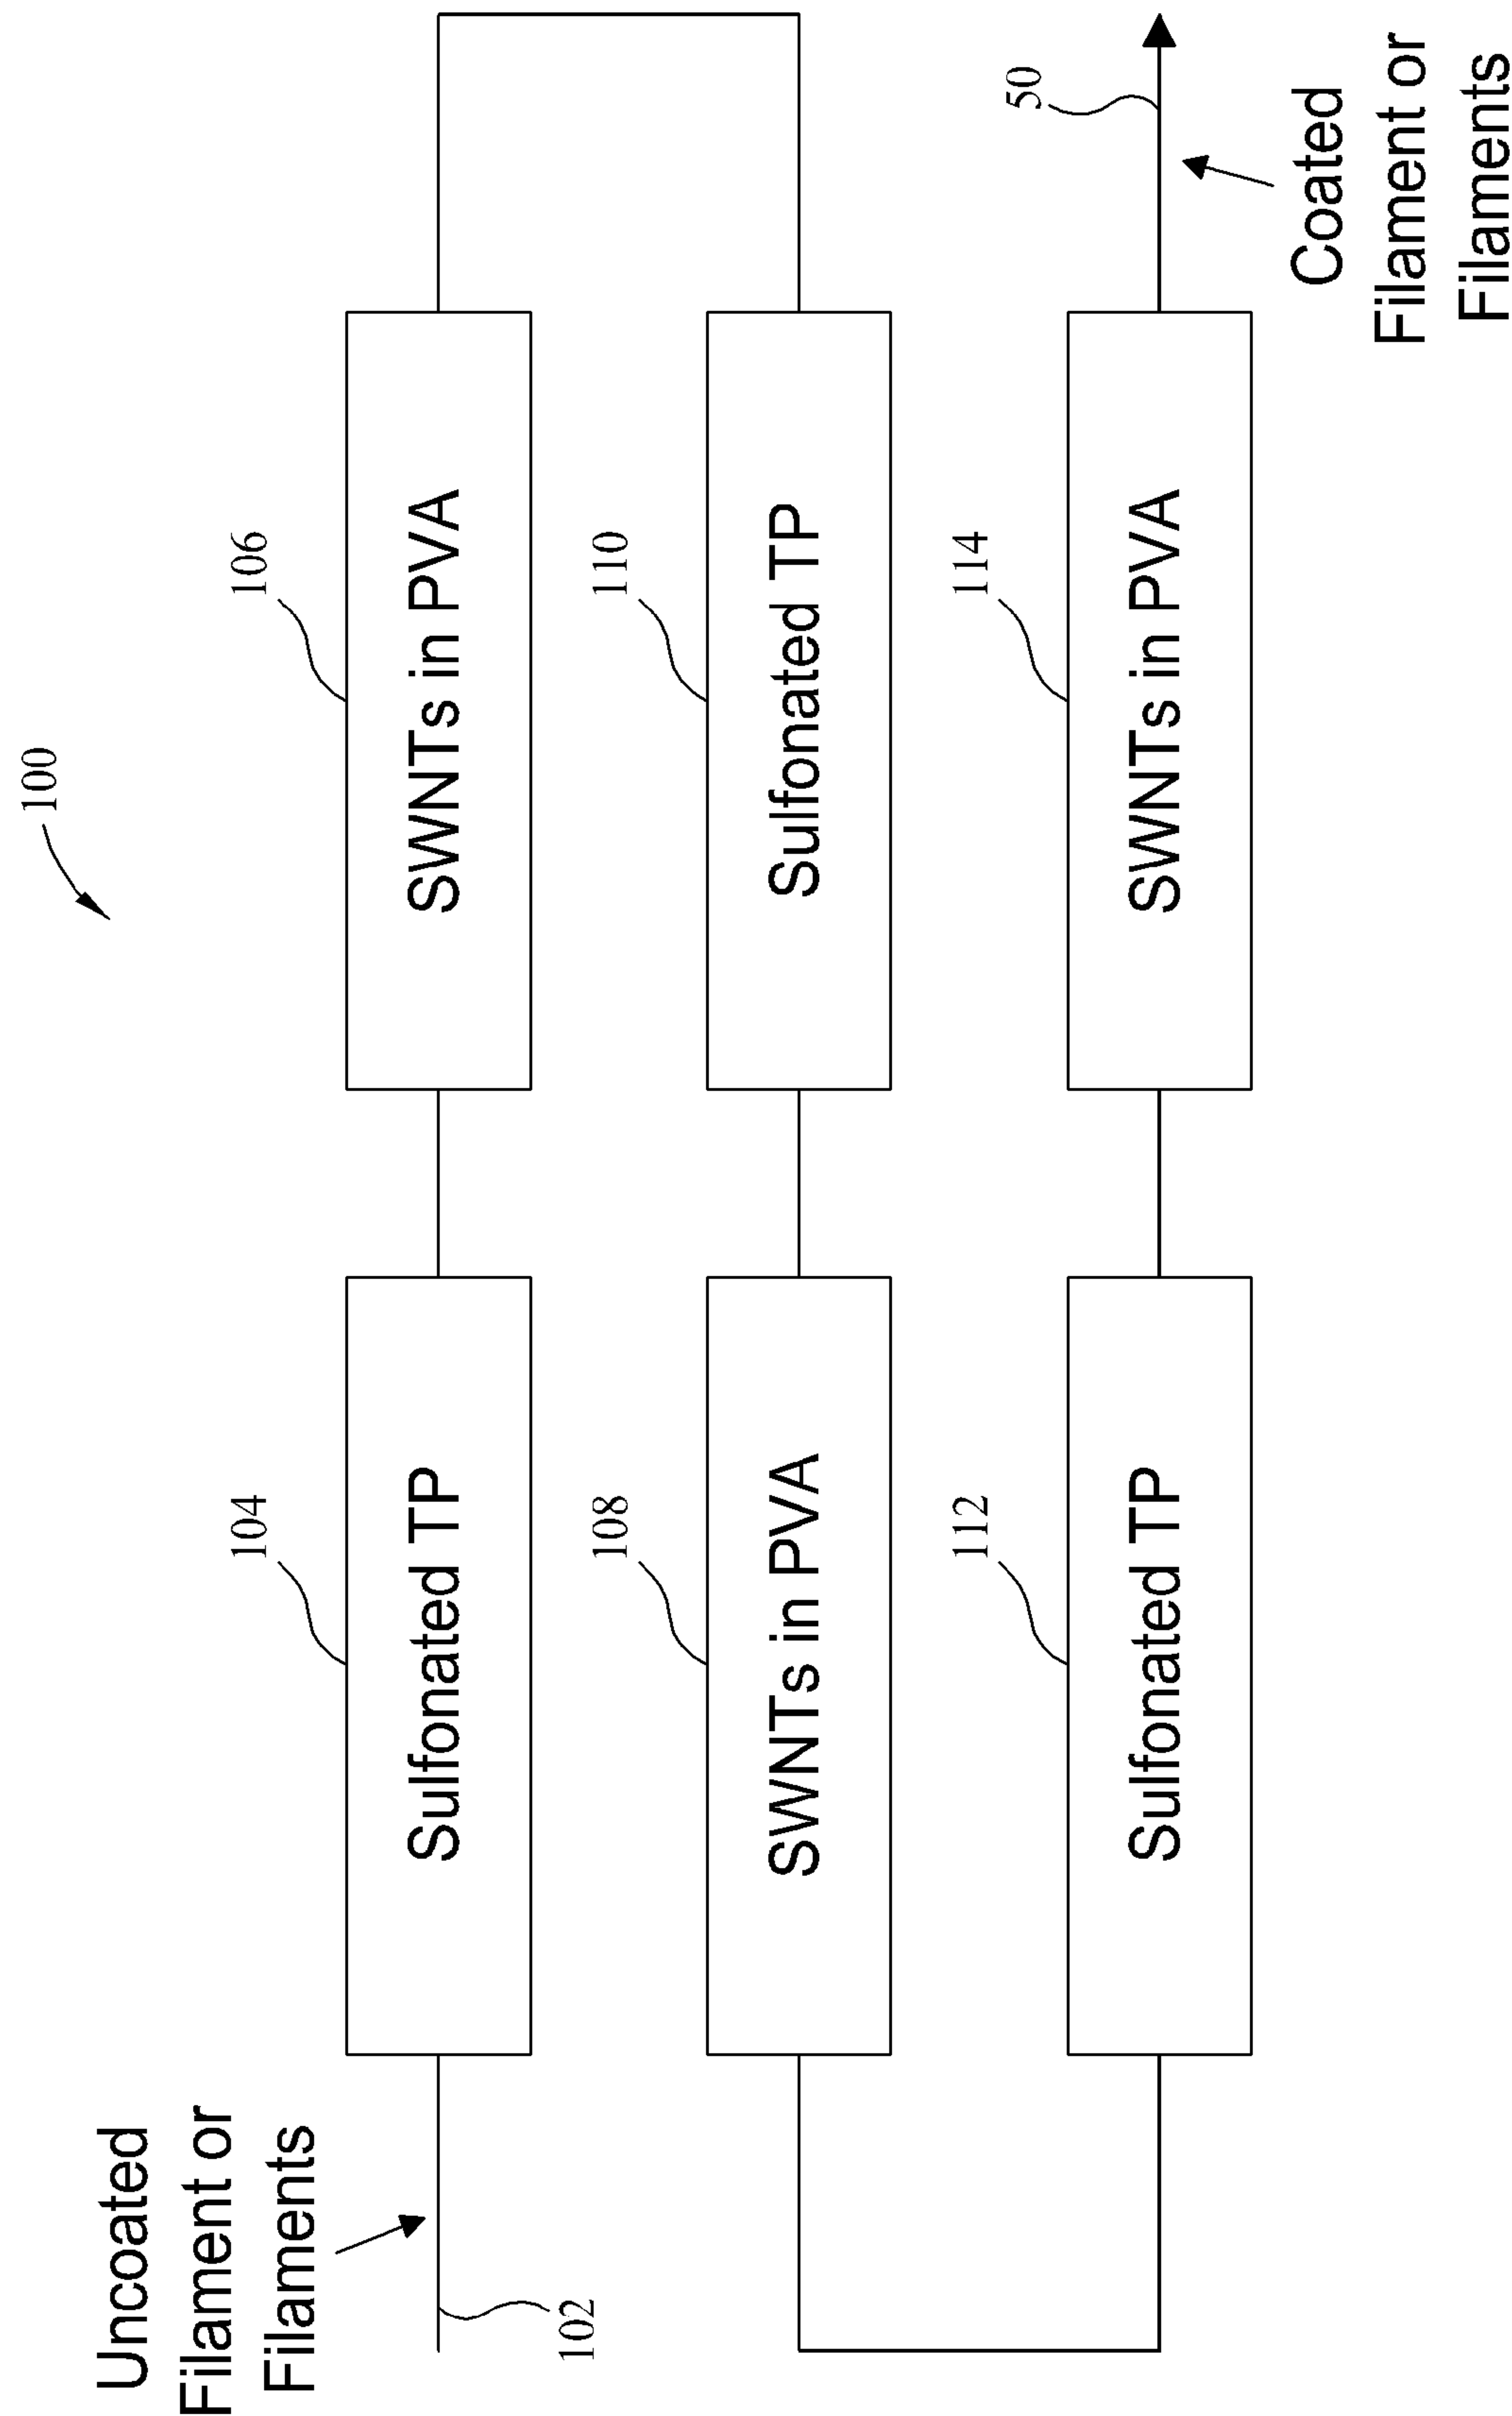 100
Uncoated
Filament or
Filaments
102
104
Sulfonated TP
106
SWNTs in PVA
108
SWNTs in PVA
110
Sulfonated TP
112
Sulfonated TP
114
SWNTs in PVA
50
Coated
Filament or
Filaments